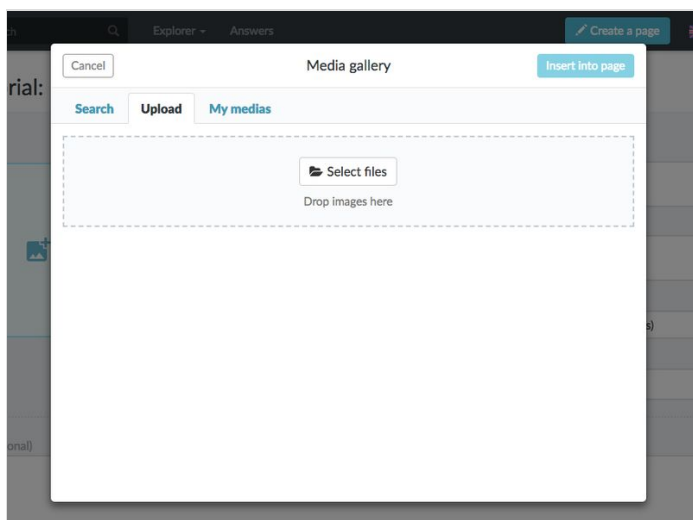 ch
Explorer
Answers
Create a page
rial:
Cancel
Media gallery
Insert into page
Search
Upload
My medias
Select files
Drop images here
s)
onal)